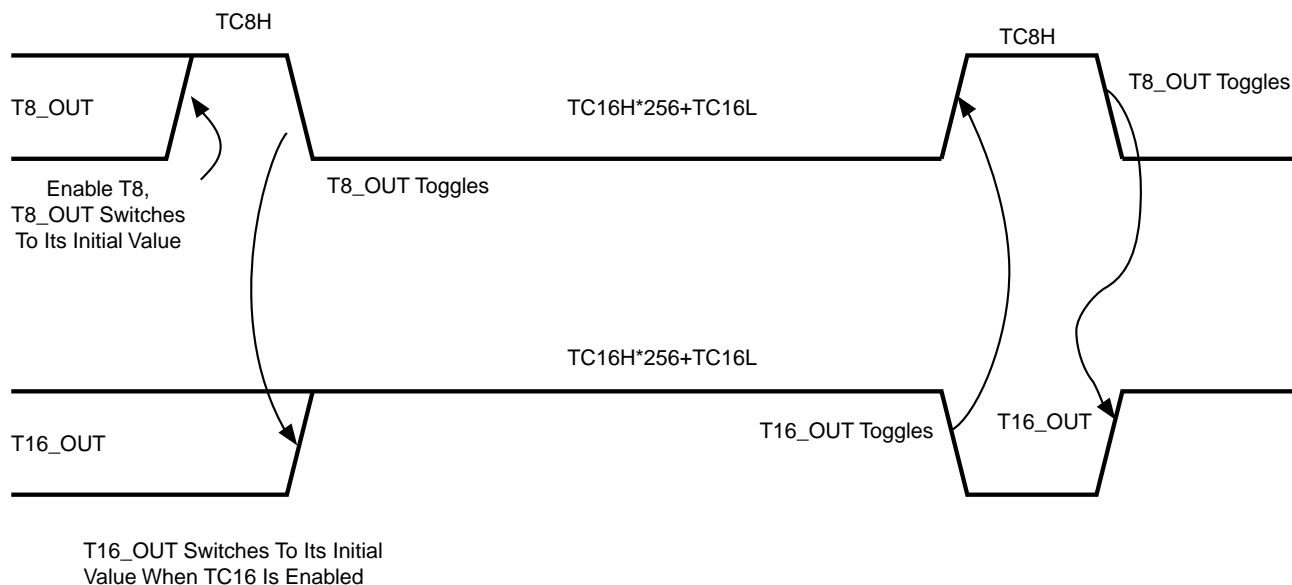 TC8H
TC8H
T8_OUT
TC16H*256+TC16L
T8_OUT Toggles
Enable T8,
T8_OUT Switches
To Its Initial Value
T8_OUT Toggles
TC16H*256+TC16L
T16_OUT
T16_OUT Toggles
T16_OUT
T16_OUT Switches To Its Initial
Value When TC16 Is Enabled